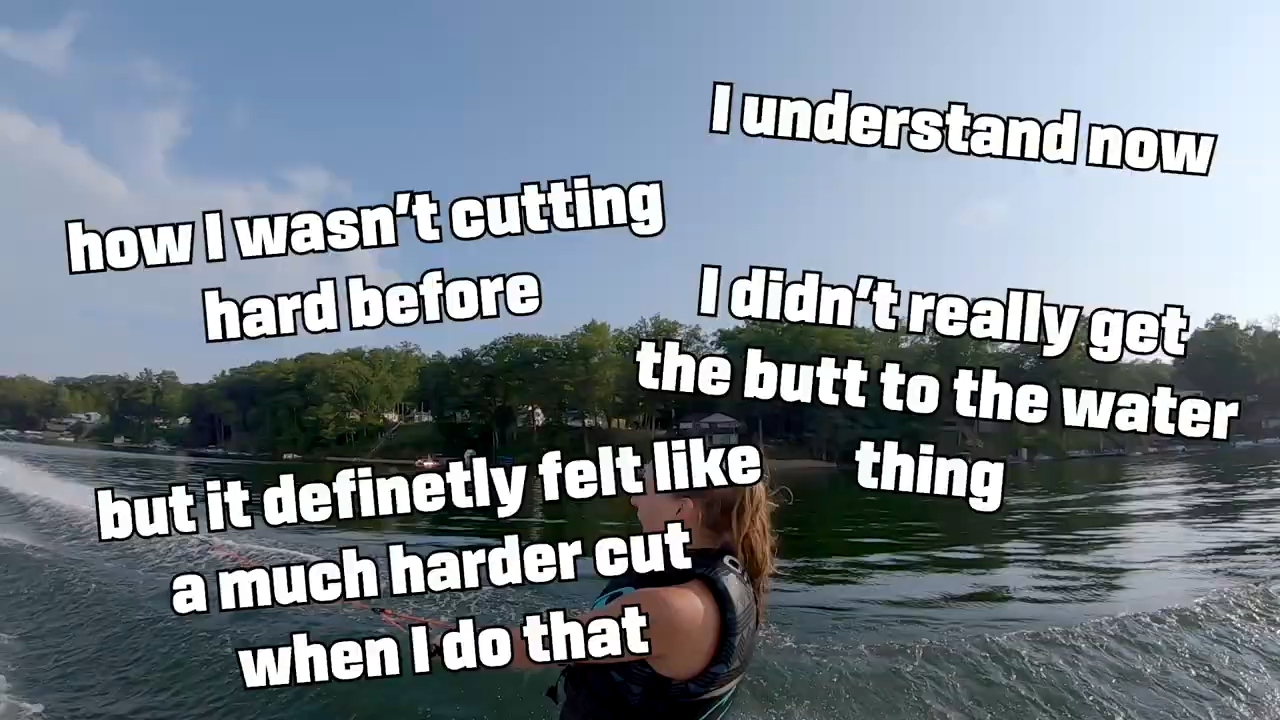 I understand now
how I wasn't cutting
hard before
I didn't really get
the butt to the water
thing
but it definetly felt like
a much harder cut
when I do that